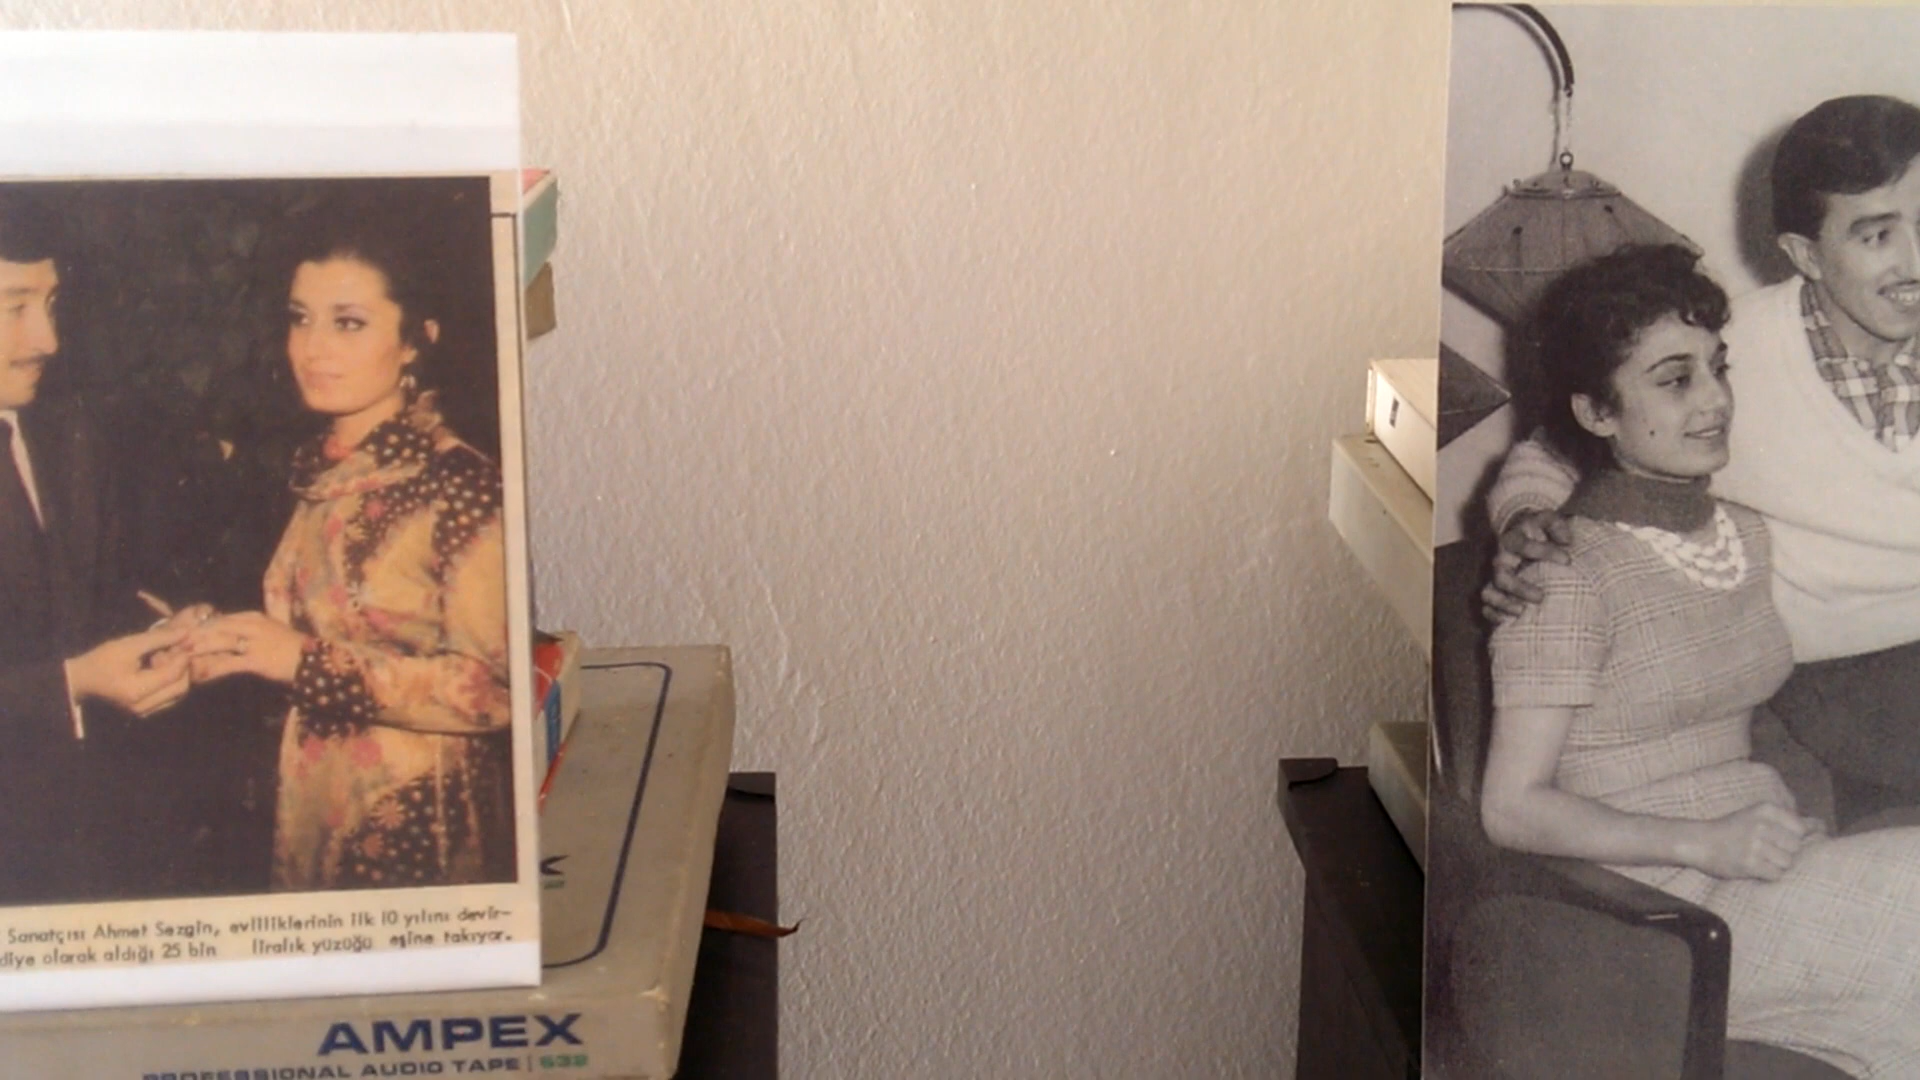 Sanatçısı Ahmet Sezgin, evliliklerinin ilk 10 yılını devir-
diye olarak aldığı 25 bin liralık yüzüğü eşine takıyor.
AMPEX
PROFESSIONAL AUDIO TAPE | 632